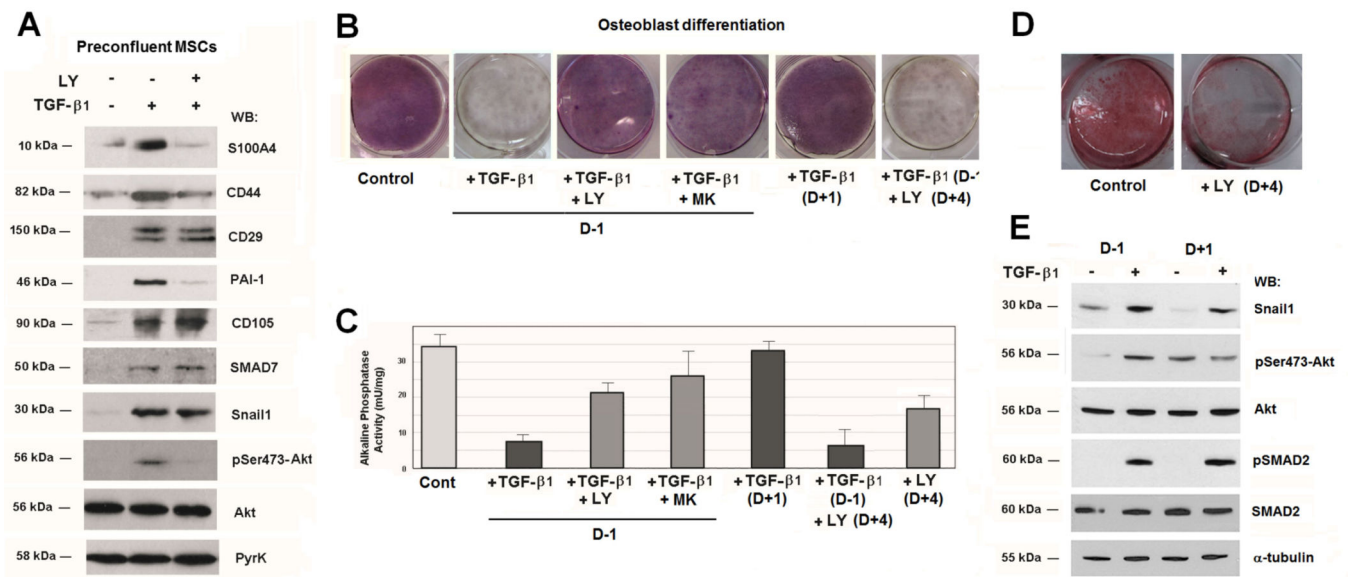 A
Preconfluent MSCs
LY - - +
TGF-β1 - + +
WB:
10 kDa — S100A4
82 kDa — CD44
150 kDa — CD29
46 kDa — PAI-1
90 kDa — CD105
50 kDa — SMAD7
30 kDa — Snail1
56 kDa — pSer473-Akt
56 kDa — Akt
58 kDa — PyrK
B
Osteoblast differentiation
Control
+TGF-β1
+TGF-β1
+ LY
+TGF-β1
+ MK
D-1
+TGF-β1
(D+1)
+TGF-β1 (D-1
+ LY (D+4)
C
Alkaline Phosphatase
Activity (mU/mg)
30
20
10
0
Cont
+TGF-β1
+TGF-β1
+ LY
+TGF-β1
+ MK
D-1
+TGF-β1
(D+1)
+TGF-β1
(D-1)
+ LY (D+4)
+ LY
(D+4)
D
Control
+ LY (D+4)
E
D-1 D+1
TGF-β1 - + - +
WB:
30 kDa — Snail1
56 kDa — pSer473-Akt
56 kDa — Akt
60 kDa — pSMAD2
60 kDa — SMAD2
55 kDa — α-tubulin